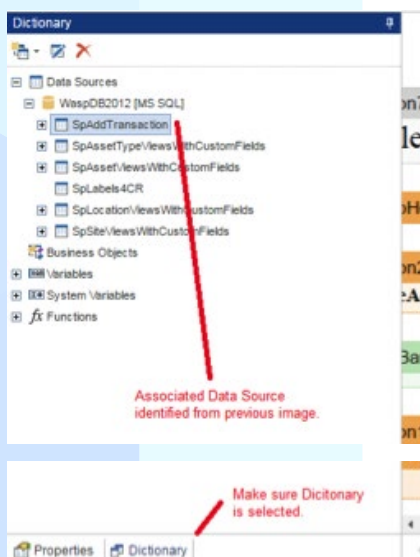 Dictionary
Data Sources
WaspDB2012 [MS SQL]
SpAddTransaction
SpAssetTypeViewsWithCustomFields
SpAssetViewsWithCustomFields
SpLabels4CR
SpLocationViewsWithCustomFields
SpSiteViewsWithCustomFields
Business Objects
Variables
System Variables
fx Functions
Associated Data Source
identified from previous image.
Make sure Dicitonary
is selected.
Properties
Dictionary